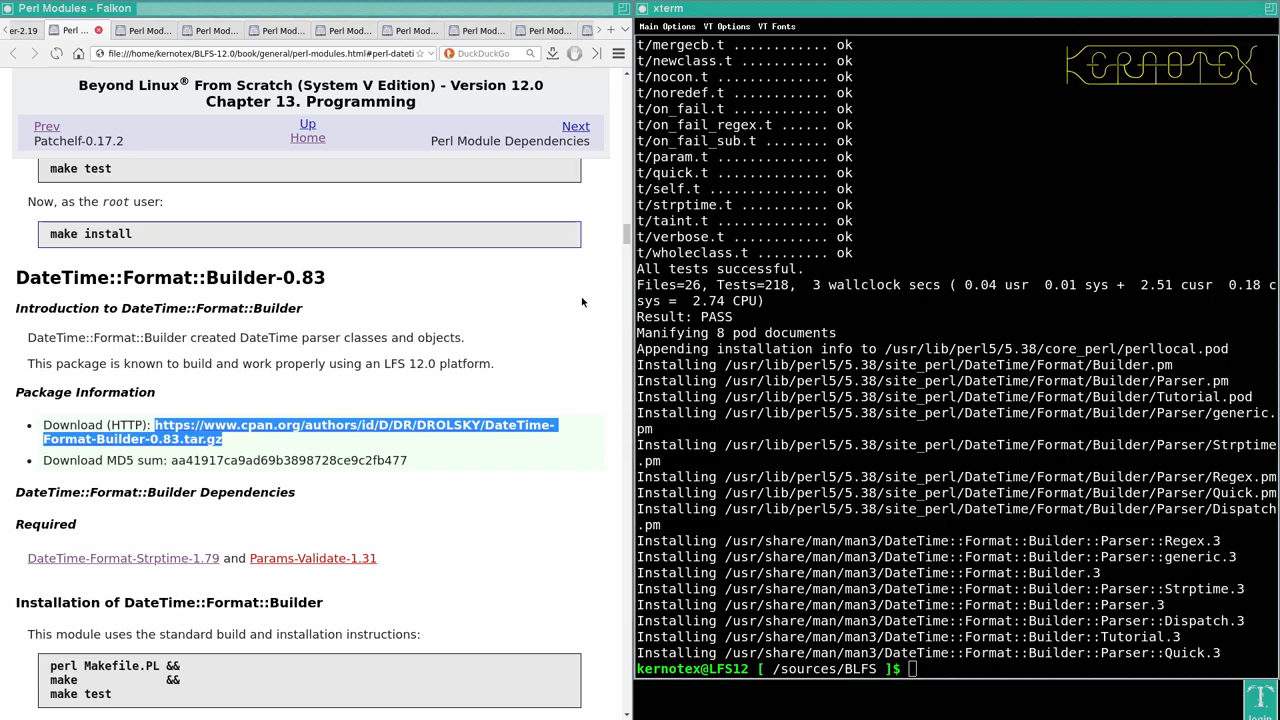 Perl Modules - Falkon
er-2.19
Perl ...
Perl Mod...
Perl Mod...
Perl Mod...
Perl Mod...
Perl Mod...
Perl Mod...
Perl Mod...
file:///home/kernotex/BLFS-12.0/book/general/perl-modules.html#perl-dateti
DuckDuckGo
Beyond Linux® From Scratch (System V Edition) - Version 12.0
Chapter 13. Programming
Prev
Up
Next
Patchelf-0.17.2
Home
Perl Module Dependencies
make test
Now, as the root user:
make install
DateTime::Format::Builder-0.83
Introduction to DateTime::Format::Builder
DateTime::Format::Builder created DateTime parser classes and objects.
This package is known to build and work properly using an LFS 12.0 platform.
Package Information
Download (HTTP): https://www.cpan.org/authors/id/D/DR/DROLSKY/DateTime-
Format-Builder-0.83.tar.gz
Download MD5 sum: aa41917ca9ad69b3898728ce9c2fb477
DateTime::Format::Builder Dependencies
Required
DateTime-Format-Strptime-1.79 and Params-Validate-1.31
Installation of DateTime::Format::Builder
This module uses the standard build and installation instructions:
perl Makefile.PL &&
make             &&
make test
xterm
Main Options  VT Options  VT Fonts
KERNOTEX
t/mergecb.t ............ ok
t/newclass.t ........... ok
t/nocon.t .............. ok
t/noredef.t ............ ok
t/on_fail.t ............ ok
t/on_fail_regex.t ...... ok
t/on_fail_sub.t ........ ok
t/param.t .............. ok
t/quick.t .............. ok
t/self.t ............... ok
t/strptime.t ........... ok
t/taint.t .............. ok
t/verbose.t ............ ok
t/wholeclass.t ......... ok
All tests successful.
Files=26, Tests=218,  3 wallclock secs ( 0.04 usr  0.01 sys +  2.51 cusr  0.18 c
sys =  2.74 CPU)
Result: PASS
Manifying 8 pod documents
Appending installation info to /usr/lib/perl5/5.38/core_perl/perllocal.pod
Installing /usr/lib/perl5/5.38/site_perl/DateTime/Format/Builder.pm
Installing /usr/lib/perl5/5.38/site_perl/DateTime/Format/Builder/Parser.pm
Installing /usr/lib/perl5/5.38/site_perl/DateTime/Format/Builder/Tutorial.pod
Installing /usr/lib/perl5/5.38/site_perl/DateTime/Format/Builder/Parser/generic.
pm
Installing /usr/lib/perl5/5.38/site_perl/DateTime/Format/Builder/Parser/Strptime
.pm
Installing /usr/lib/perl5/5.38/site_perl/DateTime/Format/Builder/Parser/Regex.pm
Installing /usr/lib/perl5/5.38/site_perl/DateTime/Format/Builder/Parser/Quick.pm
Installing /usr/lib/perl5/5.38/site_perl/DateTime/Format/Builder/Parser/Dispatch
.pm
Installing /usr/share/man/man3/DateTime::Format::Builder::Parser::Regex.3
Installing /usr/share/man/man3/DateTime::Format::Builder::Parser::generic.3
Installing /usr/share/man/man3/DateTime::Format::Builder.3
Installing /usr/share/man/man3/DateTime::Format::Builder::Parser::Strptime.3
Installing /usr/share/man/man3/DateTime::Format::Builder::Parser.3
Installing /usr/share/man/man3/DateTime::Format::Builder::Parser::Dispatch.3
Installing /usr/share/man/man3/DateTime::Format::Builder::Tutorial.3
Installing /usr/share/man/man3/DateTime::Format::Builder::Parser::Quick.3
kernotex@LFS12 [ /sources/BLFS ]$
login